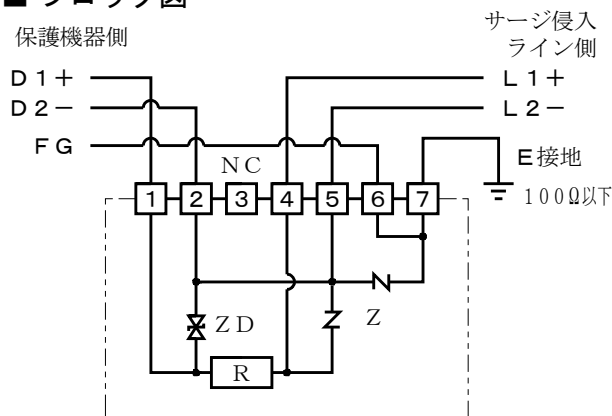 ■ ブロック図
保護機器側
サージ侵入
ライン側
D1+
L1+
D2-
L2-
FG
NC
E接地
100Ω以下
1 2 3 4 5 6 7
ZD
Z
R